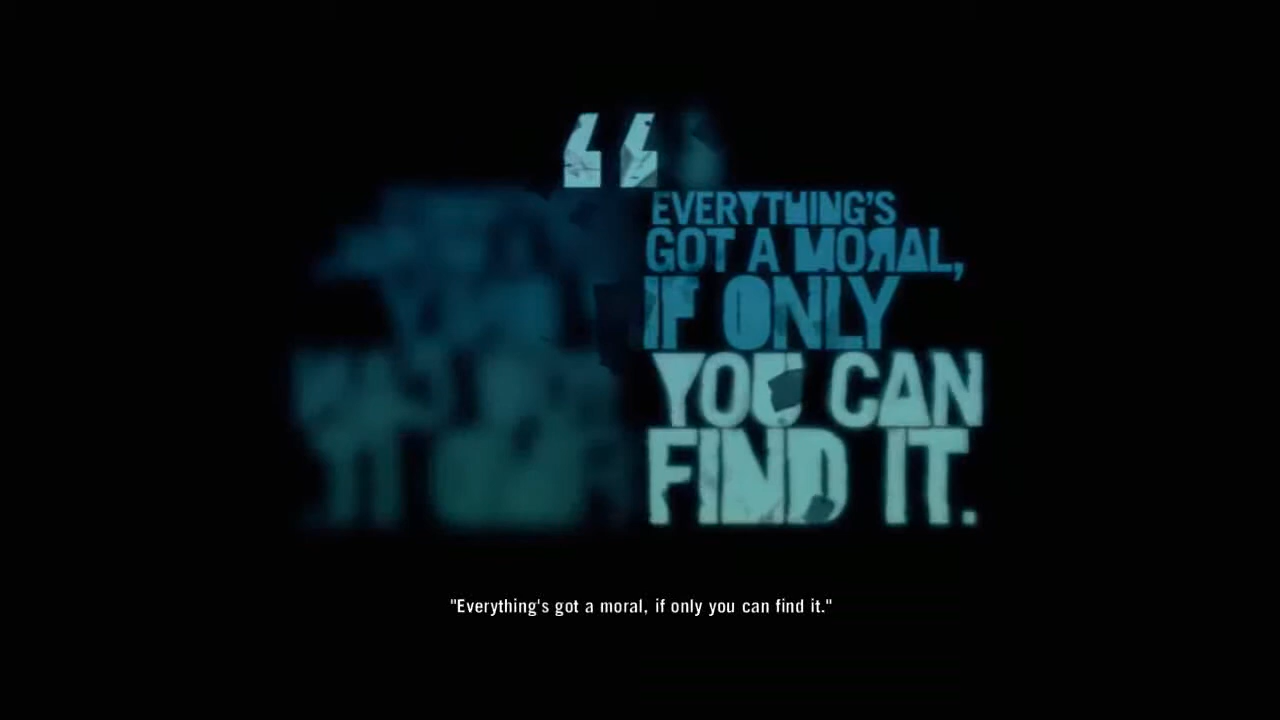 “
EVERYTHING'S
GOT A MORAL,
IF ONLY
YOU CAN
FIND IT.
"Everything's got a moral, if only you can find it."